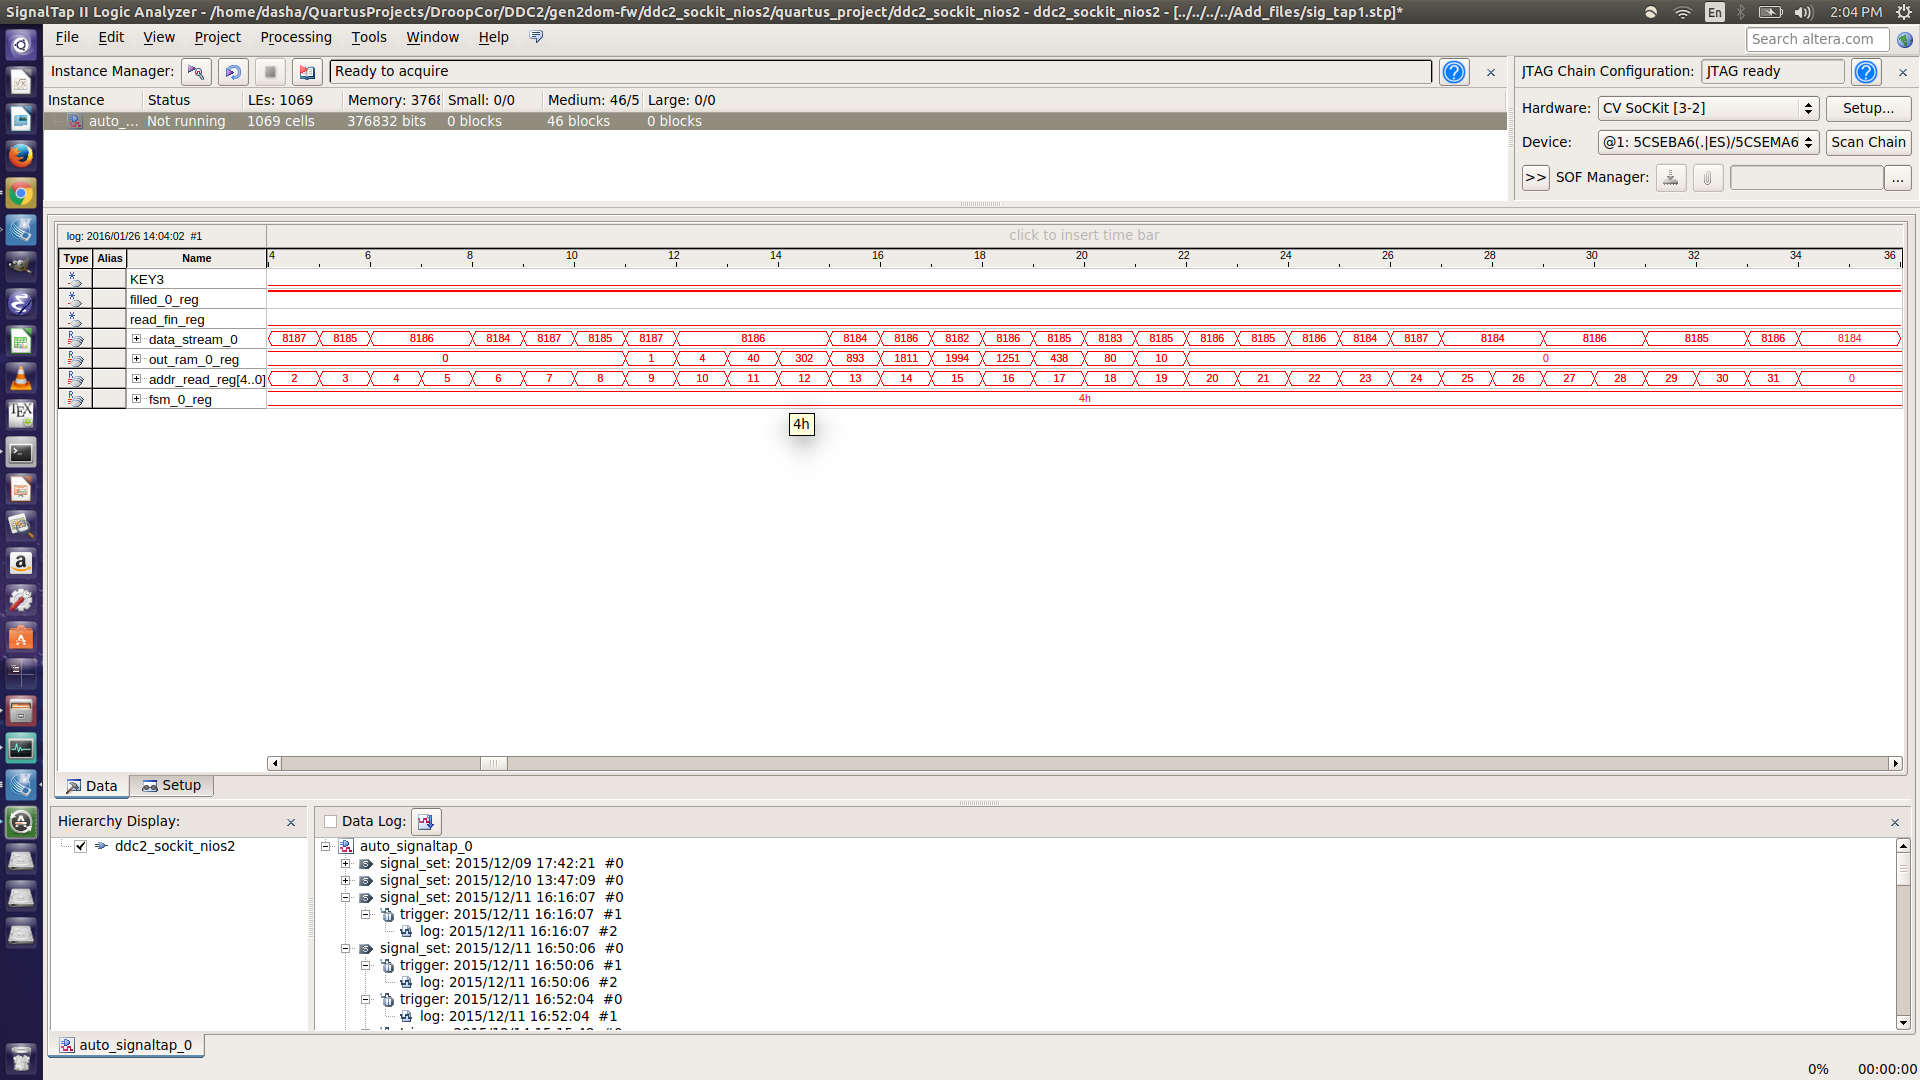 SignalTap II Logic Analyzer - /home/dasha/QuartusProjects/DroopCor/DDC2/gen2dom-fw/ddc2_sockit_nios2/quartus_project/ddc2_sockit_nios2 - ddc2_sockit_nios2 - [../../../../Add_files/sig_tap1.stp]* En 2:04 PM
File Edit View Project Processing Tools Window Help Search altera.com
Instance Manager: Ready to acquire
JTAG Chain Configuration: JTAG ready
Instance Status LEs: 1069 Memory: 3768 Small: 0/0 Medium: 46/5 Large: 0/0
auto_... Not running 1069 cells 376832 bits 0 blocks 46 blocks 0 blocks
Hardware: CV SoCKit [3-2] Setup...
Device: @1: 5CSEBA6(.|ES)/5CSEMA6 Scan Chain
>> SOF Manager: ...
log: 2016/01/26 14:04:02 #1 click to insert time bar
Type Alias Name 4 6 8 10 12 14 16 18 20 22 24 26 28 30 32 34 36
KEY3
filled_0_reg
read_fin_reg
data_stream_0 8187 8185 8186 8184 8187 8185 8187 8186 8184 8186 8182 8186 8185 8183 8185 8186 8185 8186 8184 8187 8184 8186 8185 8186 8184
out_ram_0_reg 0 1 4 40 302 893 1811 1994 1251 438 80 10 0
addr_read_reg[4..0] 2 3 4 5 6 7 8 9 10 11 12 13 14 15 16 17 18 19 20 21 22 23 24 25 26 27 28 29 30 31 0
fsm_0_reg 4h
4h
Data Setup
Hierarchy Display:
ddc2_sockit_nios2
Data Log:
auto_signaltap_0
signal_set: 2015/12/09 17:42:21 #0
signal_set: 2015/12/10 13:47:09 #0
signal_set: 2015/12/11 16:16:07 #0
trigger: 2015/12/11 16:16:07 #1
log: 2015/12/11 16:16:07 #2
signal_set: 2015/12/11 16:50:06 #0
trigger: 2015/12/11 16:50:06 #1
log: 2015/12/11 16:50:06 #2
trigger: 2015/12/11 16:52:04 #0
log: 2015/12/11 16:52:04 #1
auto_signaltap_0
0% 00:00:00